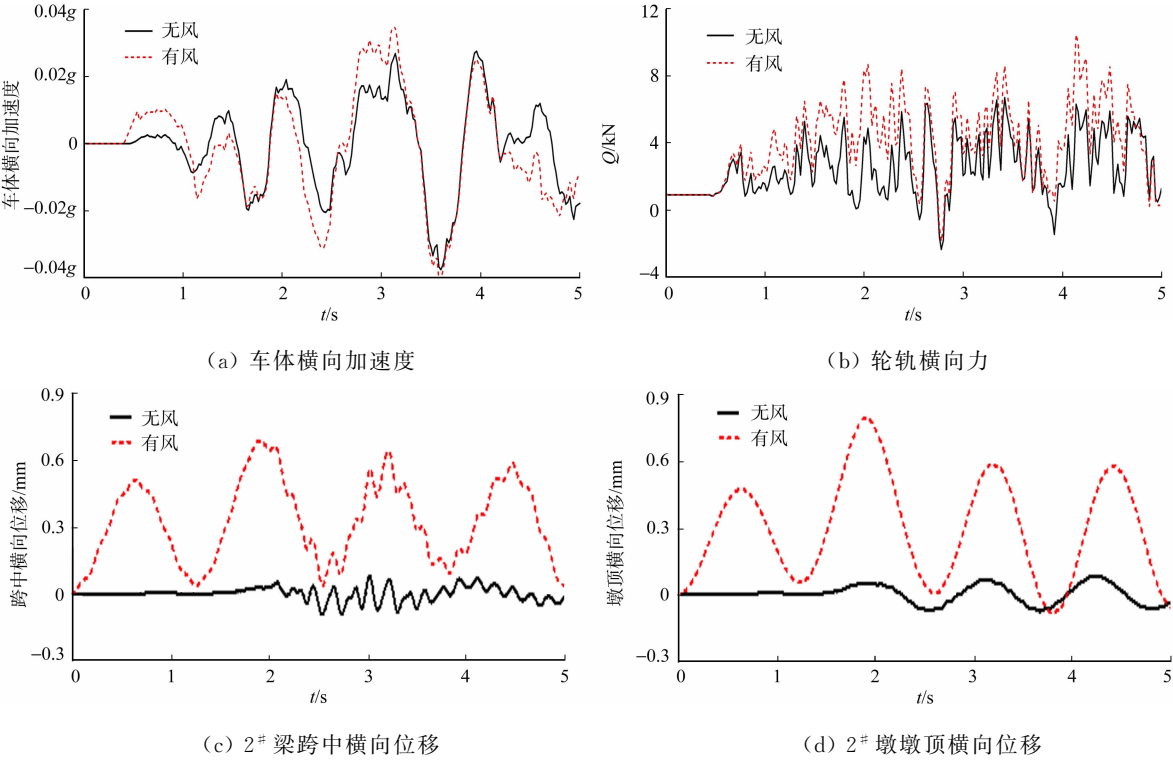 0.04g
0.02g
0
−0.02g
−0.04g
车体横向加速度
无风
有风
0 1 2 3 4 5
t/s
(a) 车体横向加速度
12
8
4
0
−4
Q/kN
无风
有风
0 1 2 3 4 5
t/s
(b) 轮轨横向力
0.9
0.6
0.3
0
−0.3
跨中横向位移/mm
无风
有风
0 1 2 3 4 5
t/s
(c) 2# 梁跨中横向位移
0.9
0.6
0.3
0
−0.3
墩顶横向位移/mm
无风
有风
0 1 2 3 4 5
t/s
(d) 2# 墩墩顶横向位移